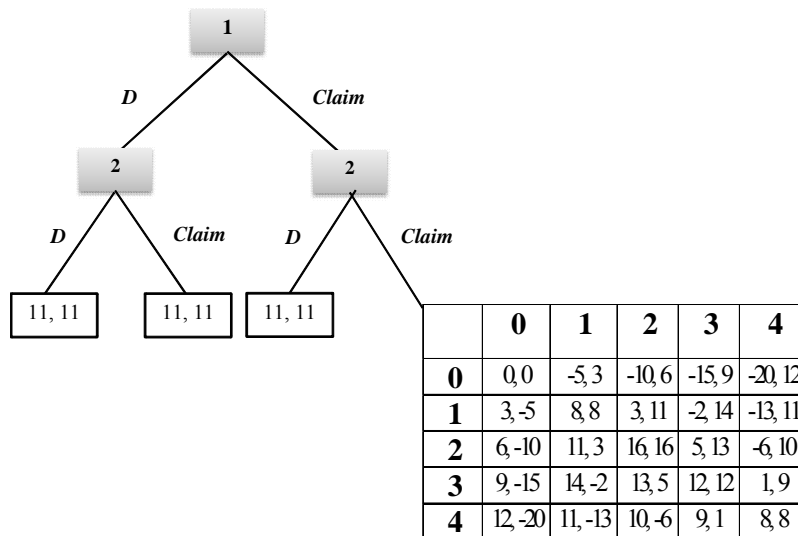 1
D Claim
2 2
D Claim D Claim
11, 11 11, 11 11, 11
0 1 2 3 4
0 0,0 -5, 3 -10, 6 -15, 9 -20, 12
1 3, -5 8, 8 3, 11 -2, 14 -13, 11
2 6, -10 11, 3 16, 16 5, 13 -6, 10
3 9, -15 14, -2 13, 5 12, 12 1, 9
4 12, -20 11, -13 10, -6 9, 1 8, 8